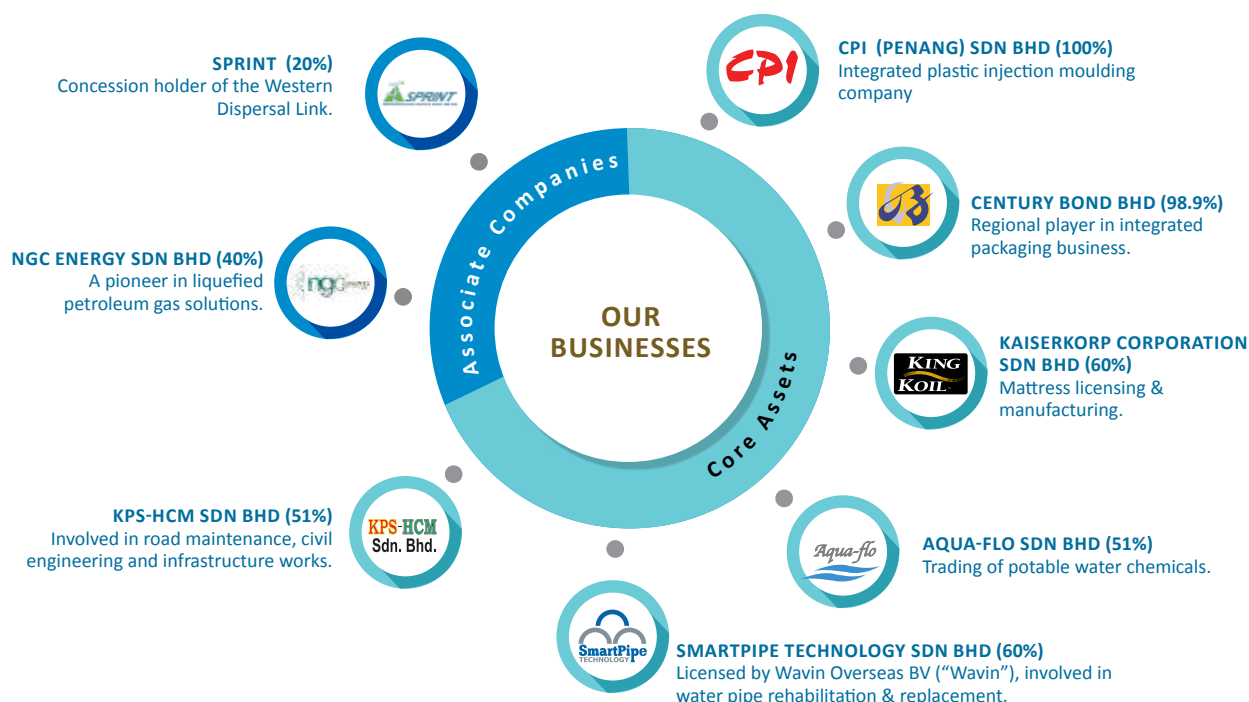 SPRINT (20%)
Concession holder of the Western
Dispersal Link.
SPRINT
CPI
CPI (PENANG) SDN BHD (100%)
Integrated plastic injection moulding
company
CENTURY BOND BHD (98.9%)
Regional player in integrated
packaging business.
NGC ENERGY SDN BHD (40%)
A pioneer in liquefied
petroleum gas solutions.
Associate Companies
OUR
BUSINESSES
Core Assets
KING
KOIL
KAISERKORP CORPORATION
SDN BHD (60%)
Mattress licensing &
manufacturing.
KPS-HCM SDN BHD (51%)
Involved in road maintenance, civil
engineering and infrastructure works.
KPS-HCM
Sdn. Bhd.
Aqua-flo
AQUA-FLO SDN BHD (51%)
Trading of potable water chemicals.
SmartPipe
TECHNOLOGY
SMARTPIPE TECHNOLOGY SDN BHD (60%)
Licensed by Wavin Overseas BV (“Wavin”), involved in
water pipe rehabilitation & replacement.